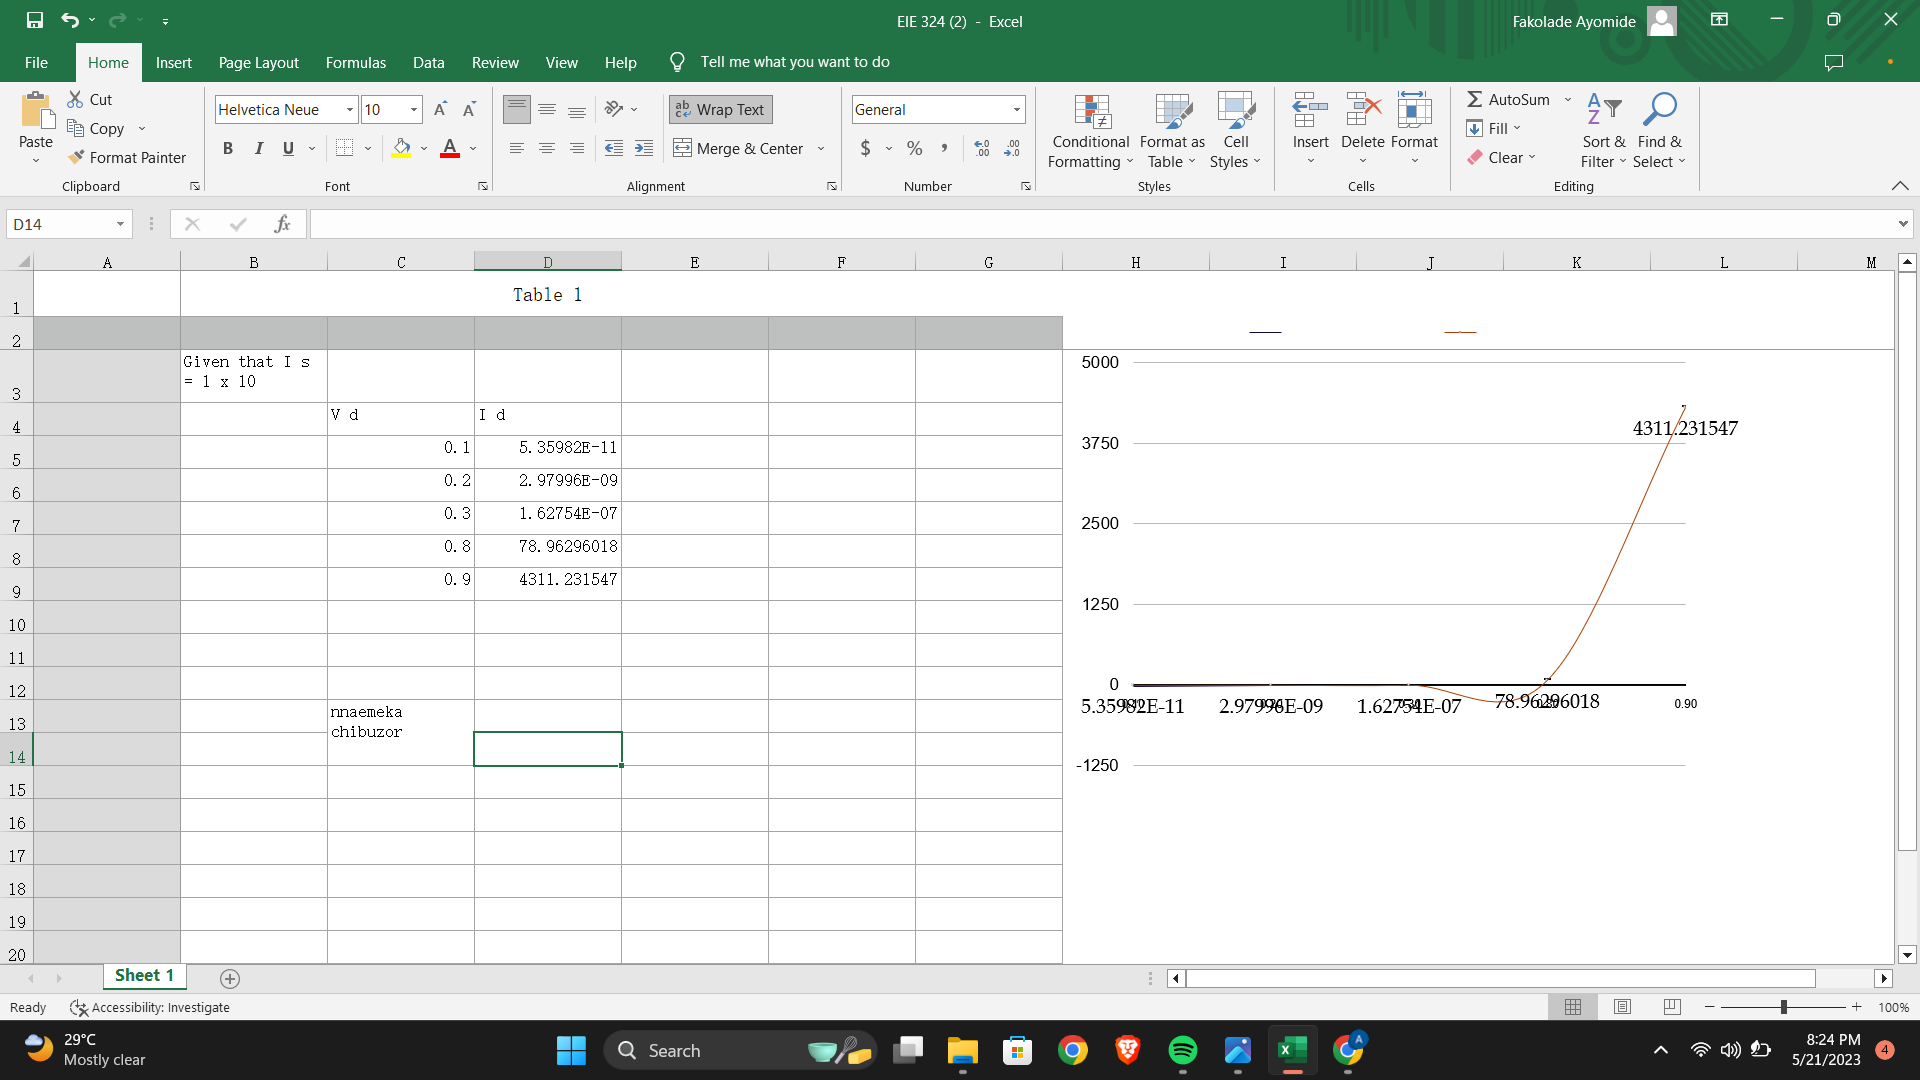 EIE 324 (2) - Excel
Fakolade Ayomide
File Home Insert Page Layout Formulas Data Review View Help Tell me what you want to do
Paste
Cut
Copy
Format Painter
Clipboard
Helvetica Neue 10
B I U
Font
Wrap Text
Merge & Center
Alignment
General
$ % ,
Number
Conditional Formatting
Format as Table
Cell Styles
Styles
Insert Delete Format
Cells
AutoSum
Fill
Clear
Sort & Filter
Find & Select
Editing
D14
fx
A B C D E F G H I J K L M
1 Table 1
2
3 Given that I s
= 1 x 10
4 V d I d
5 0.1 5.35982E-11
6 0.2 2.97996E-09
7 0.3 1.62754E-07
8 0.8 78.96296018
9 0.9 4311.231547
10
11
12
13 nnaemeka
chibuzor
14
15
16
17
18
19
20
5000
3750
2500
1250
0
-1250
4311.231547
5.35982E-11 2.97996E-09 1.62754E-07 78.96296018 0.90
Sheet 1
Ready Accessibility: Investigate
100%
29°C
Mostly clear
Search
A
8:24 PM
5/21/2023
4